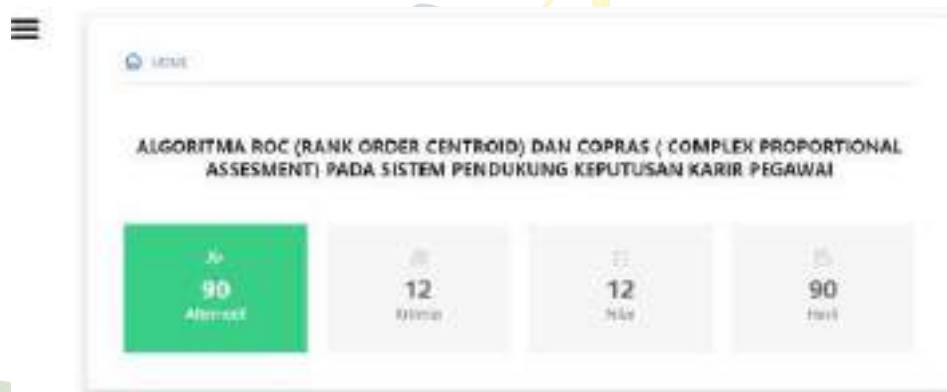 HOME
ALGORITMA ROC (RANK ORDER CENTROID) DAN COPRAS ( COMPLEX PROPORTIONAL
ASSESMENT) PADA SISTEM PENDUKUNG KEPUTUSAN KARIR PEGAWAI
90
Alternatif
12
Kriteria
12
Nilai
90
Hasil